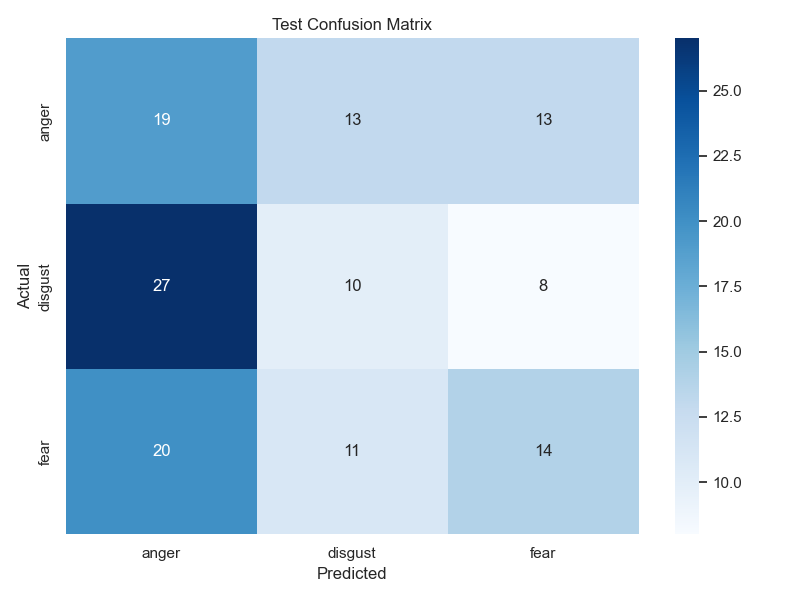 Test Confusion Matrix
anger
19 13 13
Actual
disgust
27 10 8
fear
20 11 14
anger disgust fear
Predicted
25.0
22.5
20.0
17.5
15.0
12.5
10.0